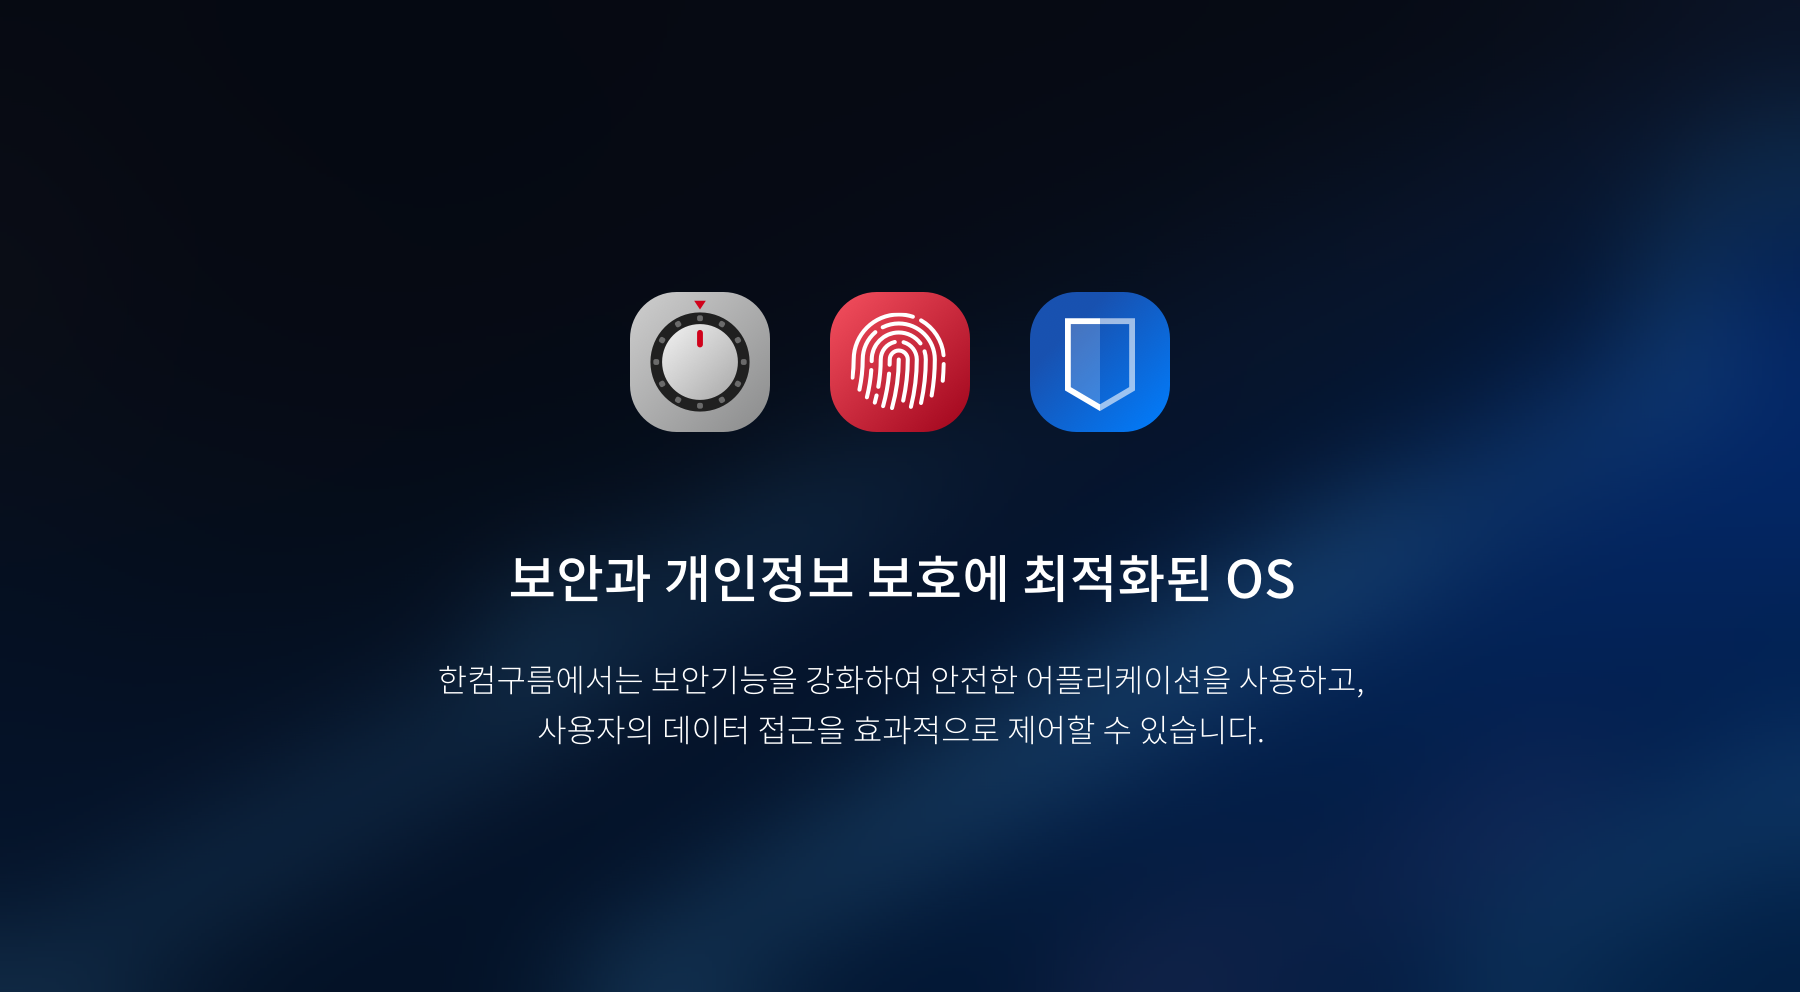 보안과 개인정보 보호에 최적화된 OS
한컴구름에서는 보안기능을 강화하여 안전한 어플리케이션을 사용하고,
사용자의 데이터 접근을 효과적으로 제어할 수 있습니다.